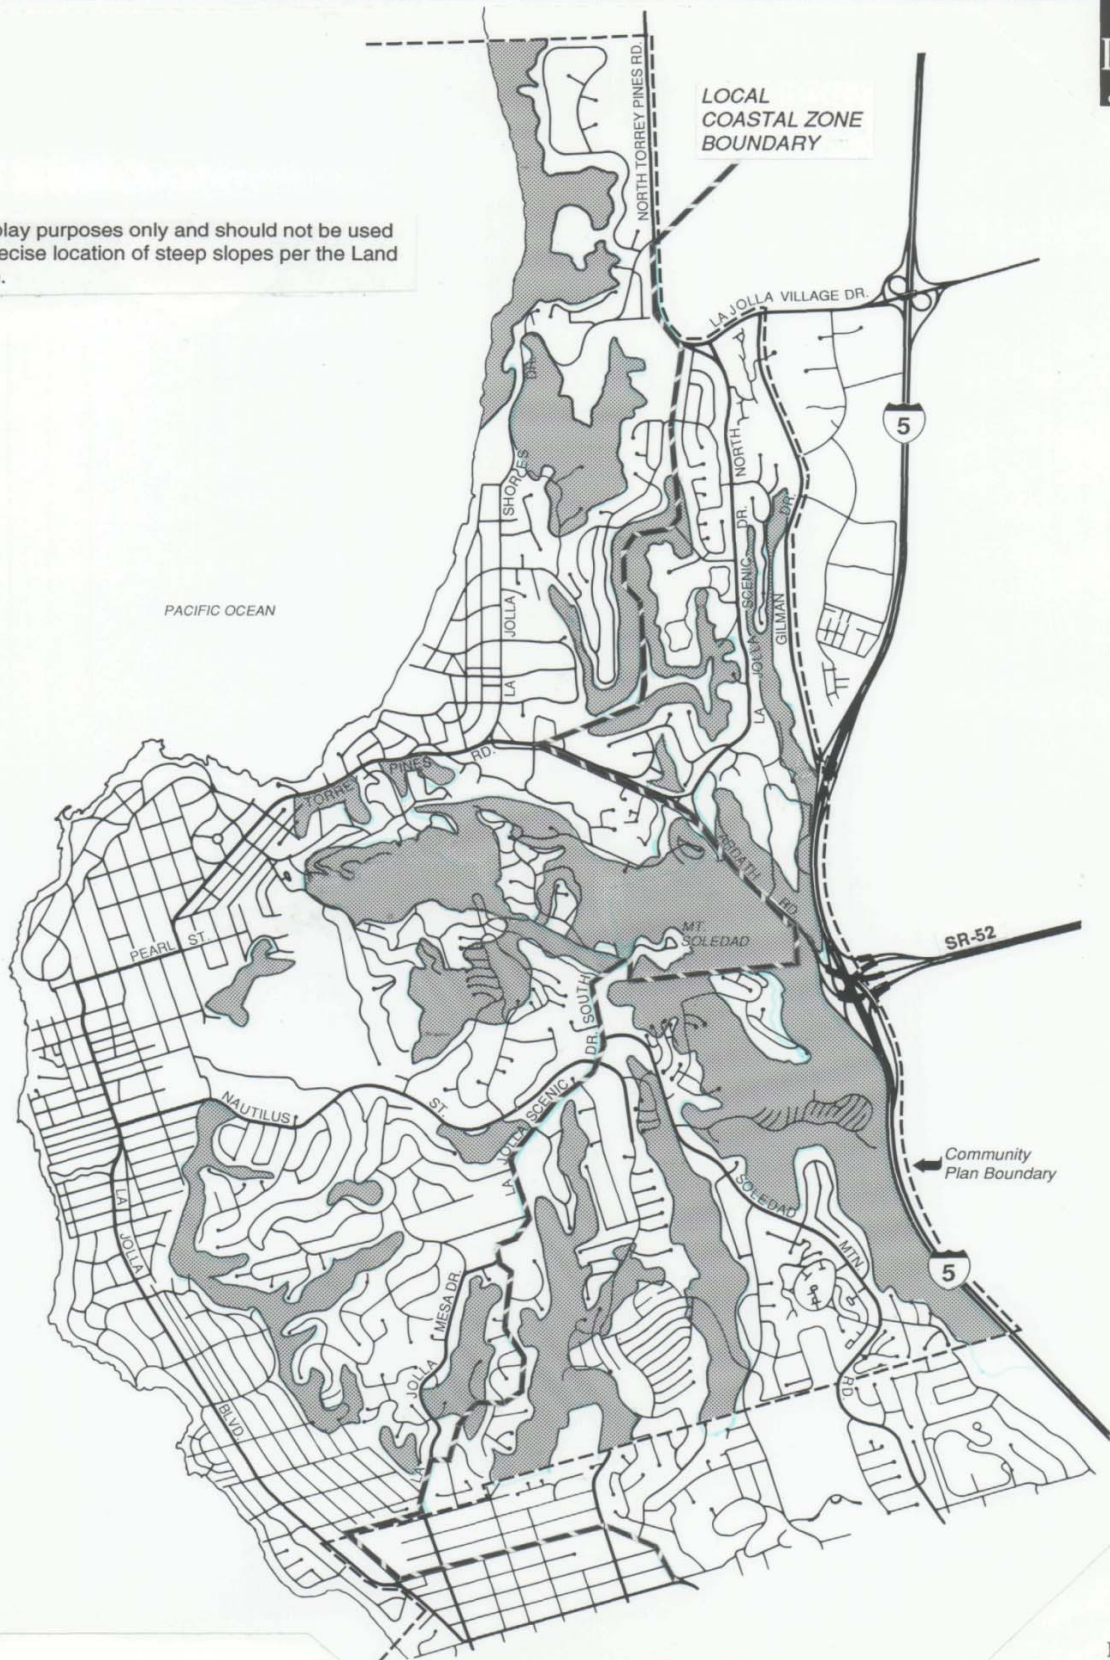 LOCAL
COASTAL ZONE
BOUNDARY
NORTH TORREY PINES RD.
play purposes only and should not be used
ecise location of steep slopes per the Land
LA JOLLA VILLAGE DR.
5
NORTH
LA JOLLA SCENIC DR.
GILMAN DR.
LA JOLLA SHORES DR.
PACIFIC OCEAN
TORREY PINES RD.
ARDATH RD.
MT.
SOLEDAD
SR-52
PEARL ST.
LA JOLLA SCENIC DR. SOUTH
NAUTILUS ST.
Community
Plan Boundary
SOLEDAD MTN RD.
5
LA JOLLA BLVD.
LA JOLLA MESA DR.